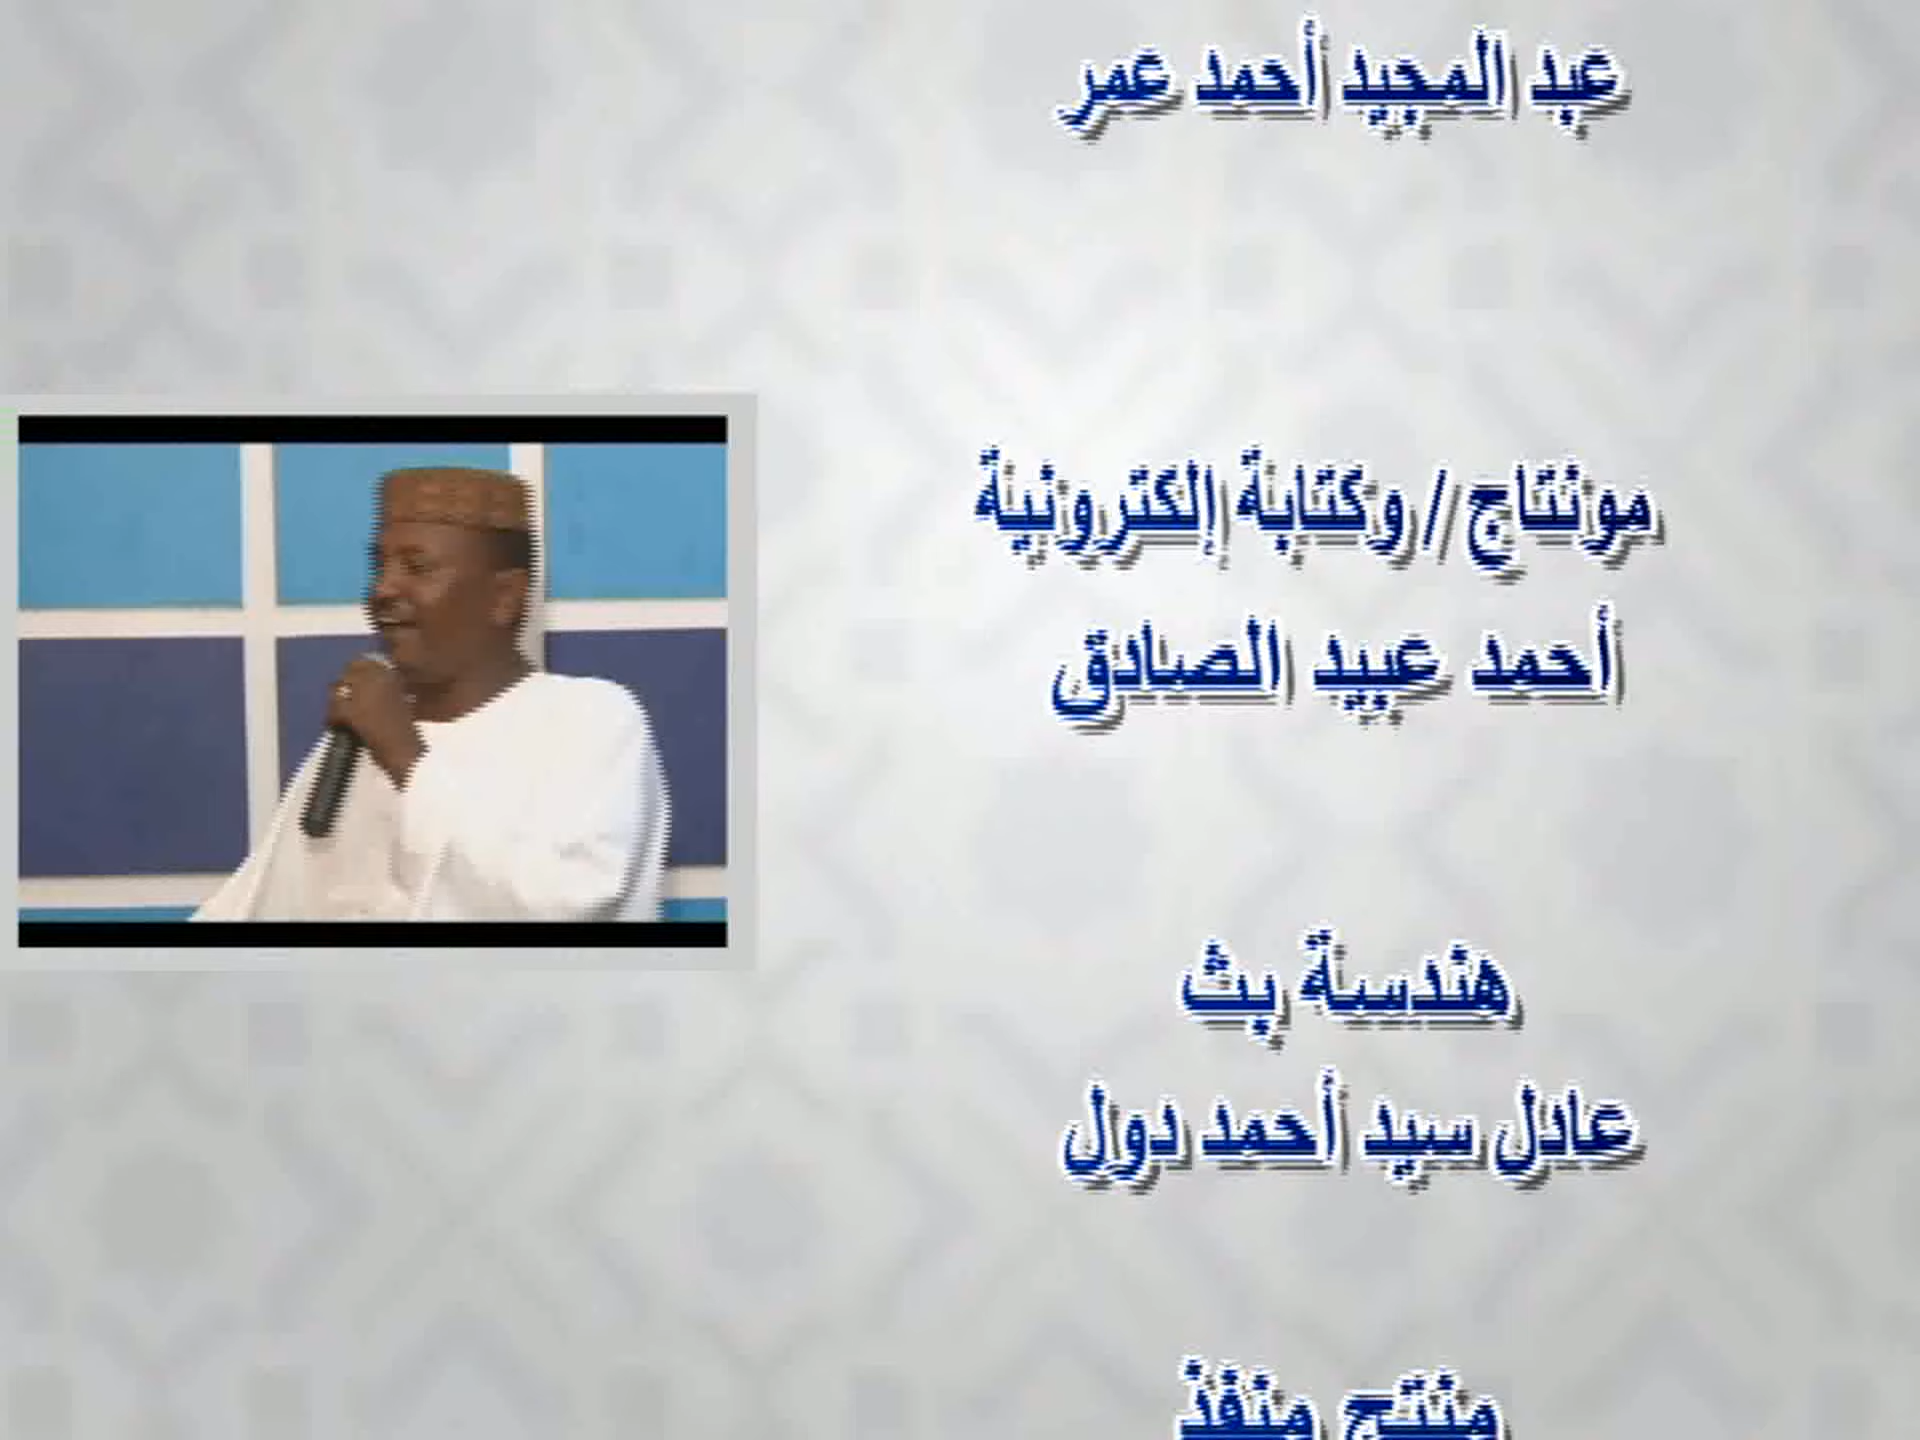 عبد المجيد أحمد عمر
مونتاج / وكتابة إلكترونية
أحمد عبيد الصادق
هندسة بث
عادل سيد أحمد دول
منتج منفذ